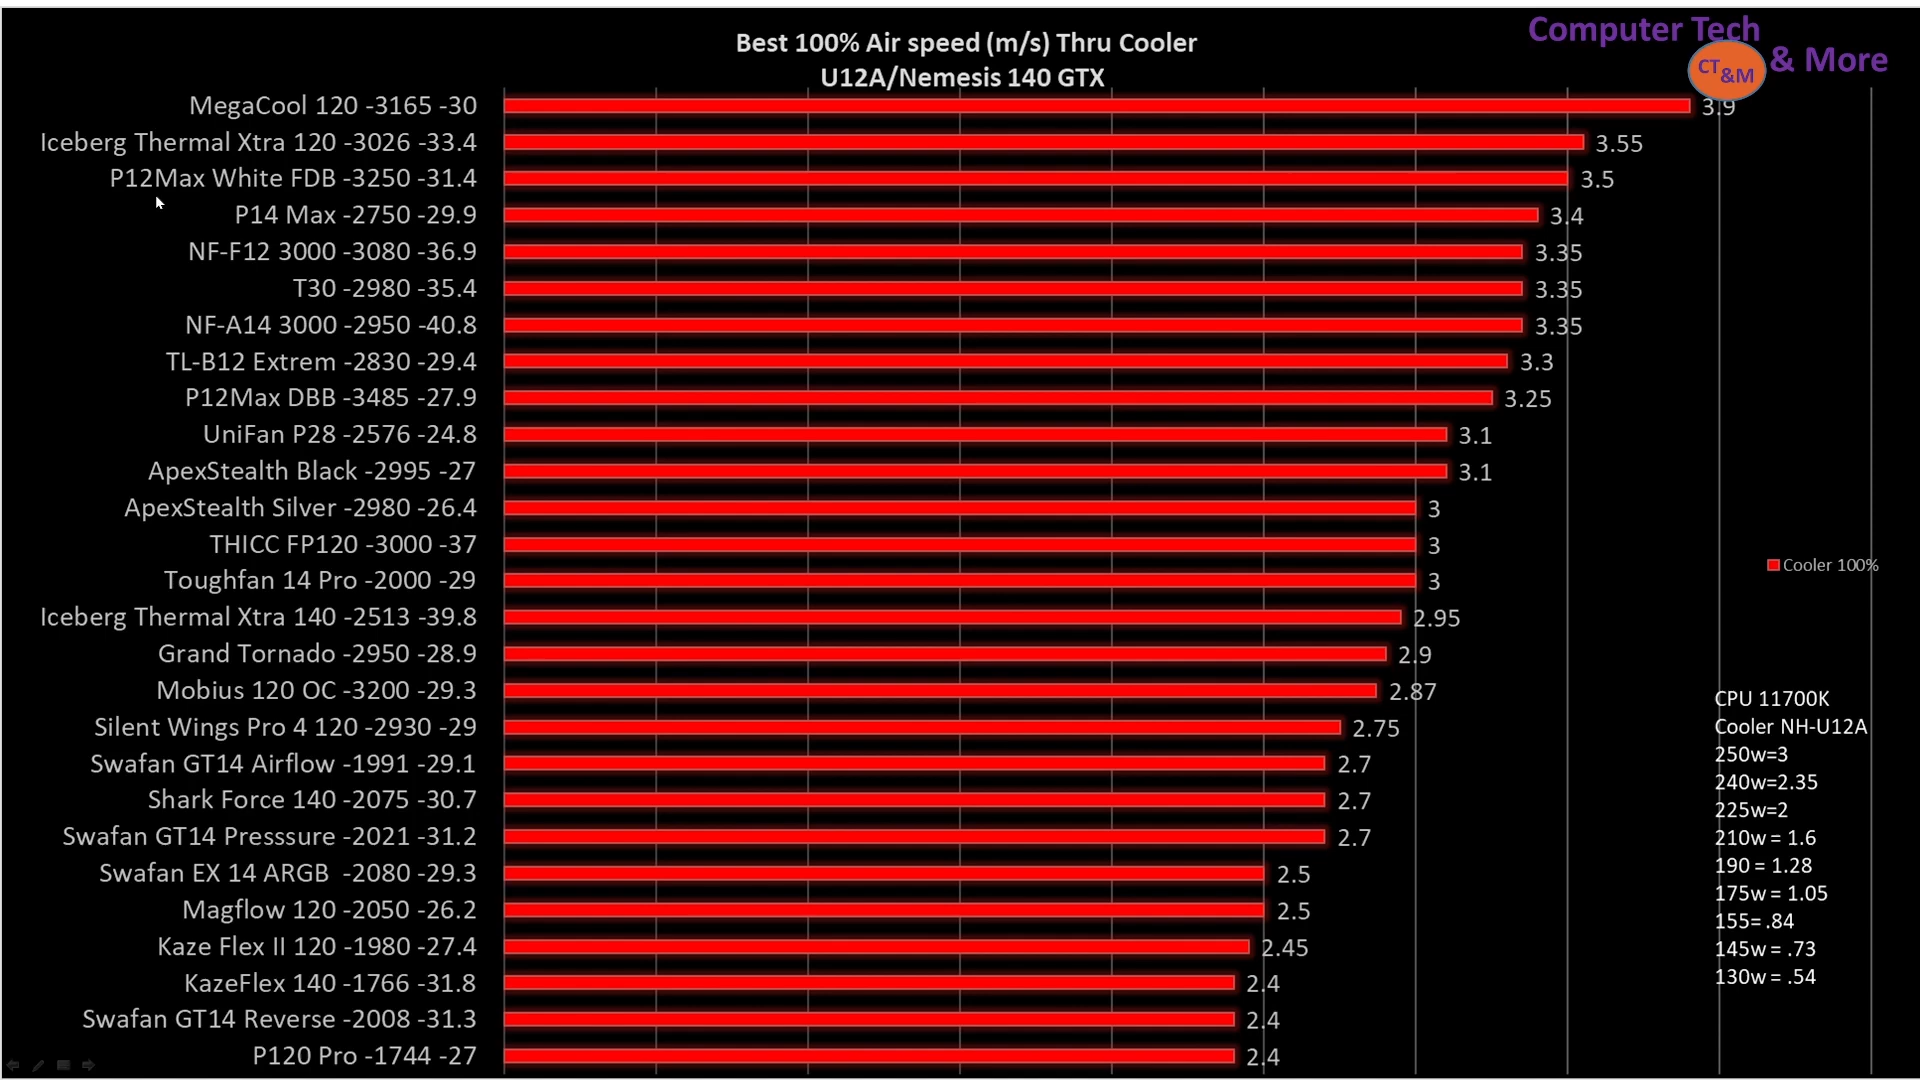 Computer Tech
& More
CT
&M
Best 100% Air speed (m/s) Thru Cooler
U12A/Nemesis 140 GTX
MegaCool 120 -3165 -30 3.9
Iceberg Thermal Xtra 120 -3026 -33.4 3.55
P12Max White FDB -3250 -31.4 3.5
P14 Max -2750 -29.9 3.4
NF-F12 3000 -3080 -36.9 3.35
T30 -2980 -35.4 3.35
NF-A14 3000 -2950 -40.8 3.35
TL-B12 Extrem -2830 -29.4 3.3
P12Max DBB -3485 -27.9 3.25
UniFan P28 -2576 -24.8 3.1
ApexStealth Black -2995 -27 3.1
ApexStealth Silver -2980 -26.4 3
THICC FP120 -3000 -37 3
Toughfan 14 Pro -2000 -29 3
Iceberg Thermal Xtra 140 -2513 -39.8 2.95
Grand Tornado -2950 -28.9 2.9
Mobius 120 OC -3200 -29.3 2.87
Silent Wings Pro 4 120 -2930 -29 2.75
Swafan GT14 Airflow -1991 -29.1 2.7
Shark Force 140 -2075 -30.7 2.7
Swafan GT14 Presssure -2021 -31.2 2.7
Swafan EX 14 ARGB -2080 -29.3 2.5
Magflow 120 -2050 -26.2 2.5
Kaze Flex II 120 -1980 -27.4 2.45
KazeFlex 140 -1766 -31.8 2.4
Swafan GT14 Reverse -2008 -31.3 2.4
P120 Pro -1744 -27 2.4
Cooler 100%
CPU 11700K
Cooler NH-U12A
250w=3
240w=2.35
225w=2
210w = 1.6
190 = 1.28
175w = 1.05
155= .84
145w = .73
130w = .54